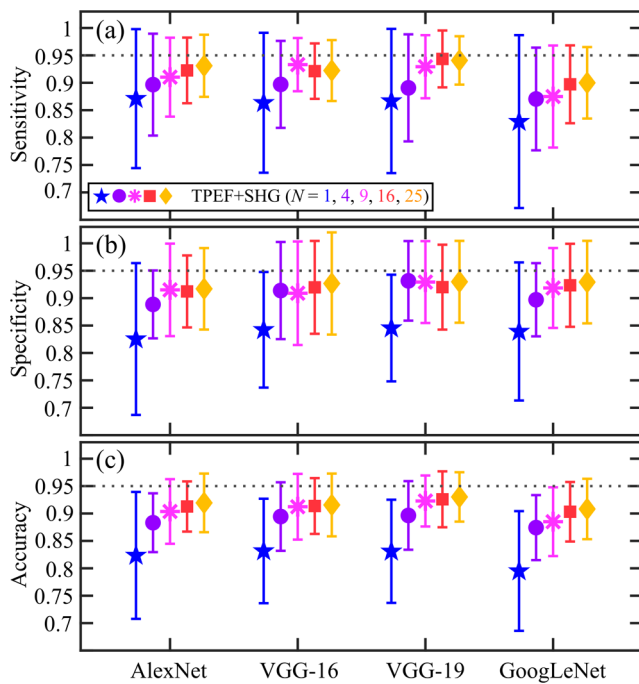 (a)
Sensitivity
1
0.95
0.9
0.85
0.8
0.75
0.7
TPEF+SHG (N = 1, 4, 9, 16, 25)
(b)
Specificity
1
0.95
0.9
0.85
0.8
0.75
0.7
(c)
Accuracy
1
0.95
0.9
0.85
0.8
0.75
0.7
AlexNet VGG-16 VGG-19 GoogLeNet